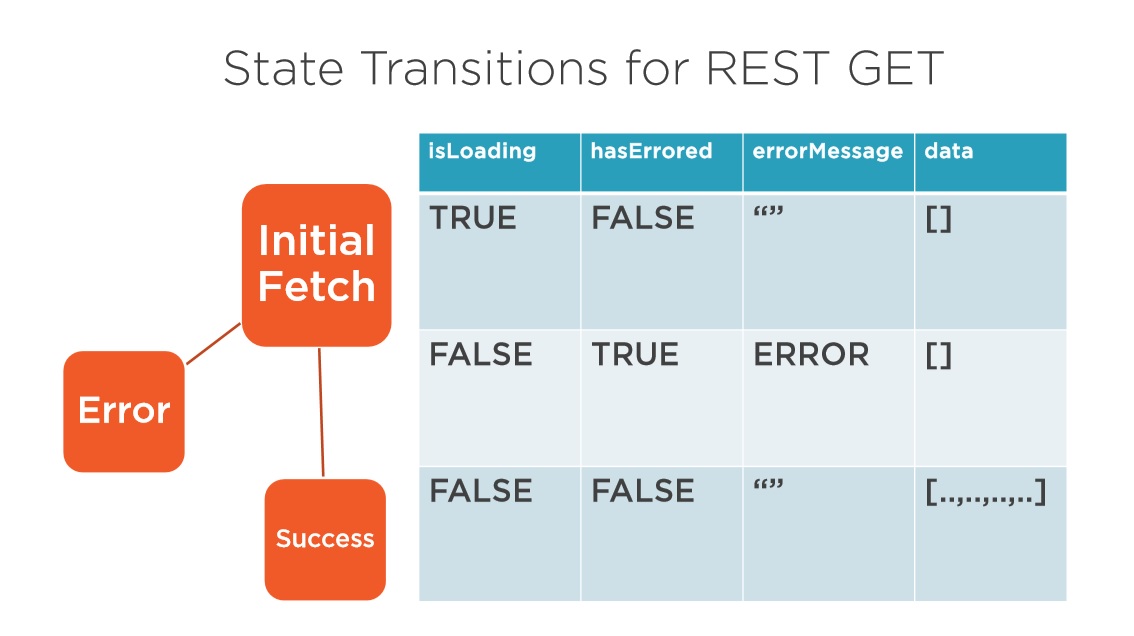 State Transitions for REST GET
isLoading hasErrored errorMessage data
Initial
Fetch
TRUE FALSE “” []
Error
FALSE TRUE ERROR []
Success
FALSE FALSE “” [..,..,..,..]